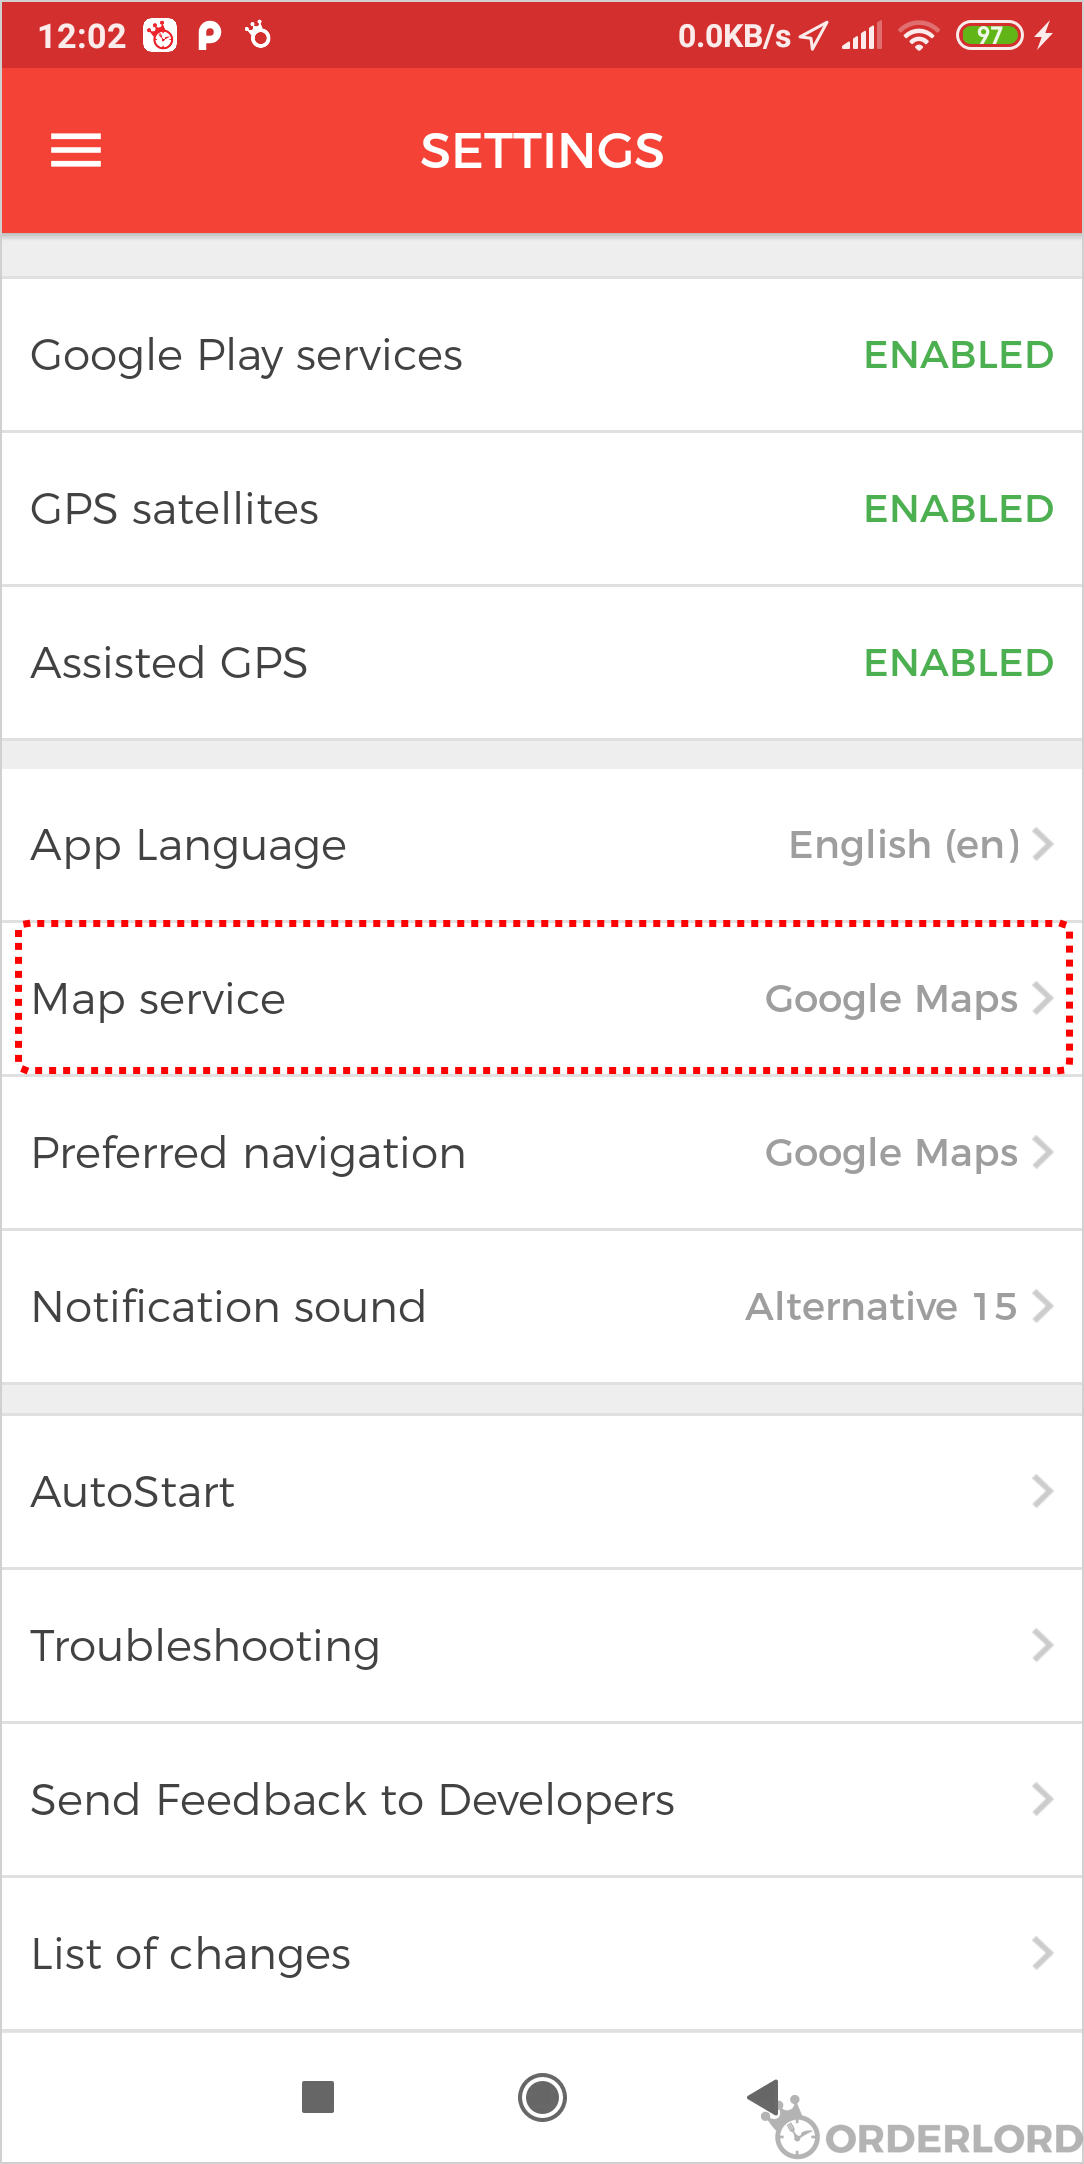 12:02 P 0.0KB/s 97
SETTINGS
Google Play services ENABLED
GPS satellites ENABLED
Assisted GPS ENABLED
App Language English (en)
Map service Google Maps
Preferred navigation Google Maps
Notification sound Alternative 15
AutoStart
Troubleshooting
Send Feedback to Developers
List of changes
ORDERLORD